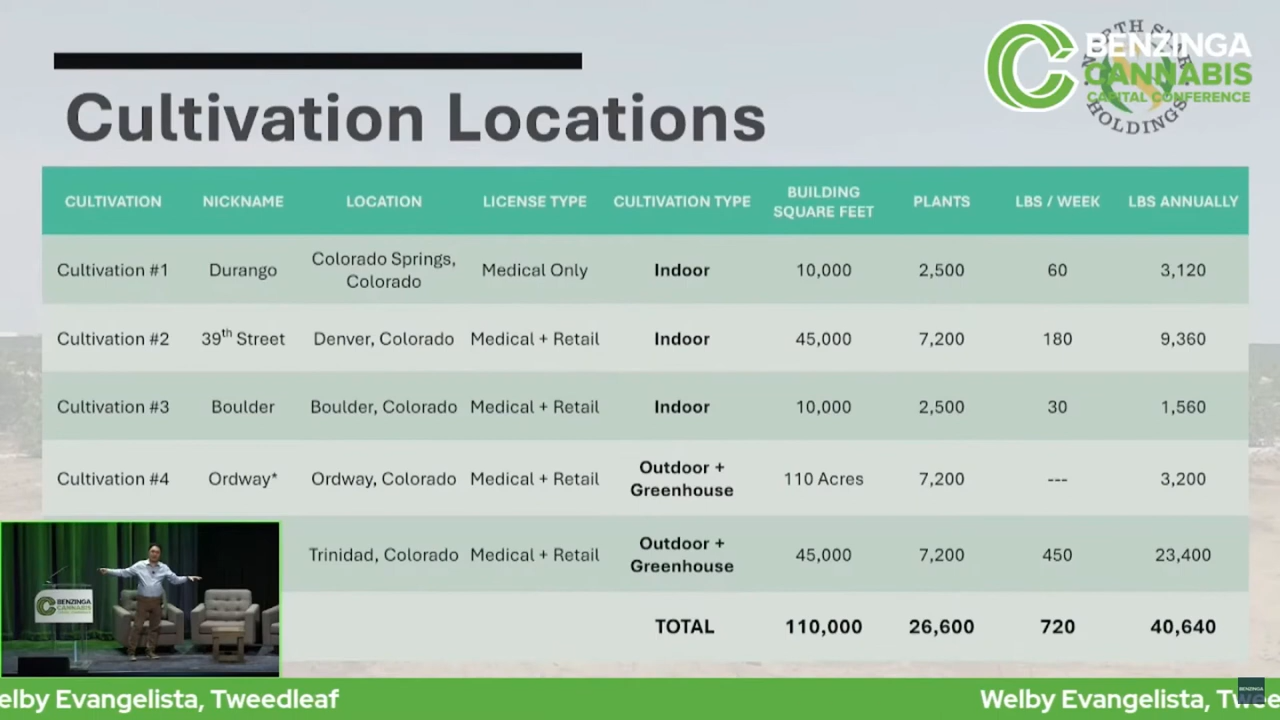 BENZINGA
CANNABIS
CAPITAL CONFERENCE
HOLDINGS
Cultivation Locations
CULTIVATION NICKNAME LOCATION LICENSE TYPE CULTIVATION TYPE BUILDING SQUARE FEET PLANTS LBS / WEEK LBS ANNUALLY
Cultivation #1 Durango Colorado Springs, Colorado Medical Only Indoor 10,000 2,500 60 3,120
Cultivation #2 39th Street Denver, Colorado Medical + Retail Indoor 45,000 7,200 180 9,360
Cultivation #3 Boulder Boulder, Colorado Medical + Retail Indoor 10,000 2,500 30 1,560
Cultivation #4 Ordway* Ordway, Colorado Medical + Retail Outdoor + Greenhouse 110 Acres 7,200 --- 3,200
Trinidad, Colorado Medical + Retail Outdoor + Greenhouse 45,000 7,200 450 23,400
TOTAL 110,000 26,600 720 40,640
BENZINGA
CANNABIS
elby Evangelista, Tweedleaf Welby Evangelista, Twee
BENZINGA